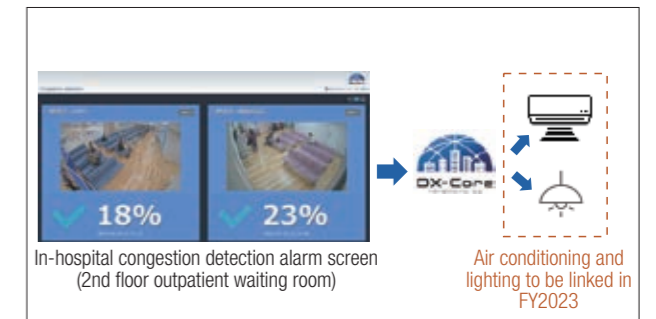 18%
23%
DX-Core
In-hospital congestion detection alarm screen
(2nd floor outpatient waiting room)
Air conditioning and
lighting to be linked in
FY2023